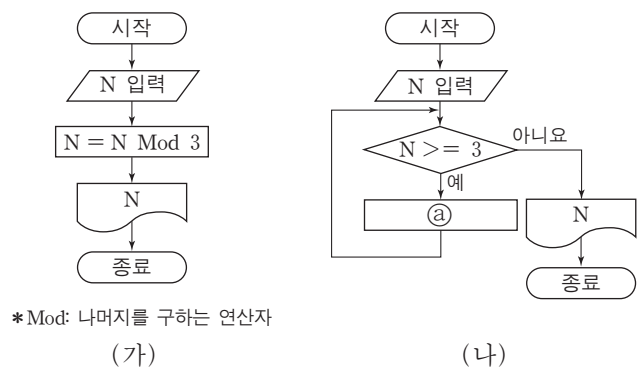 시작
N 입력
N = N Mod 3
N
종료
*Mod: 나머지를 구하는 연산자
(가)
시작
N 입력
N >= 3
아니요
예
ⓐ
N
종료
(나)